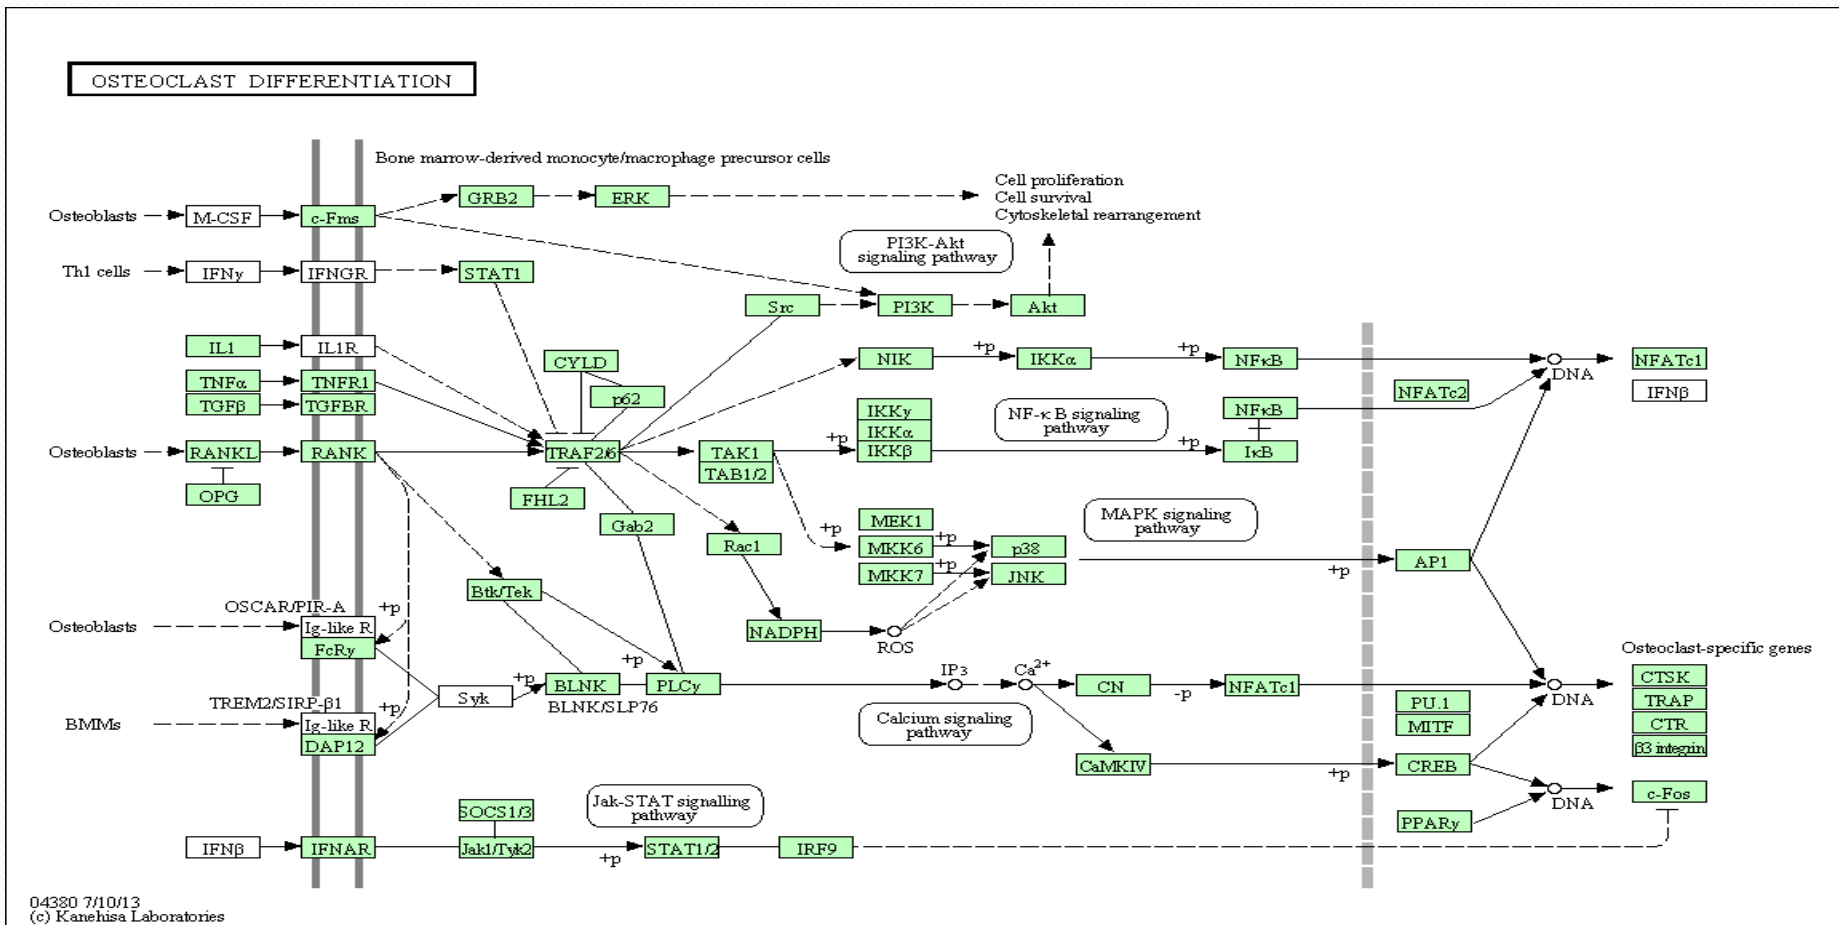 OSTEOCLAST DIFFERENTIATION
Bone marrow-derived monocyte/macrophage precursor cells
Cell proliferation
Cell survival
Cytoskeletal rearrangement
GRB2
ERK
Osteoblasts
M-CSF
c-Fms
PI3K-Akt
signaling pathway
Th1 cells
IFNγ
IFNGR
STAT1
Src
PI3K
Akt
IL1
IL1R
CYLD
NIK
+p
IKKα
+p
NFκB
DNA
NFATc1
TNFα
TNFR1
p62
NFATc2
IFNβ
TGFβ
TGFBR
IKKγ
IKKα
IKKβ
NF-κ B signaling
pathway
NFκB
Osteoblasts
RANKL
RANK
TRAF2/6
TAK1
TAB1/2
+p
+p
IκB
OPG
FHL2
Gab2
Rac1
+p
MEK1
MKK6
MKK7
+p
+p
p38
JNK
MAPK signaling
pathway
+p
AP1
Btk/Tek
OSCAR/PIR-A
+p
Osteoblasts
Ig-like R
FcRγ
NADPH
ROS
Osteoclast-specific genes
Syk
+p
BLNK
BLNK/SLP76
+p
PLCγ
IP3
Ca2+
CN
-p
NFATc1
DNA
CTSK
TRAP
CTR
β3 integrin
PU.1
MITF
TREM2/SIRP-β1
+p
BMMs
Ig-like R
DAP12
Calcium signaling
pathway
CaMKIV
+p
CREB
DNA
c-Fos
PPARγ
SOCS1/3
Jak-STAT signalling
pathway
IFNβ
IFNAR
Jak1/Tyk2
+p
STAT1/2
IRF9
04380 7/10/13
(c) Kanehisa Laboratories